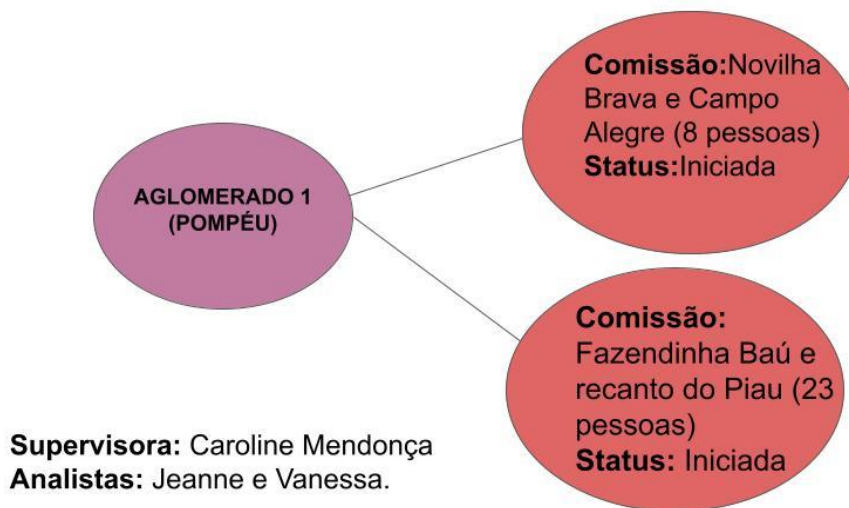 AGLOMERADO 1
(POMPÉU)
Comissão:Novilha
Brava e Campo
Alegre (8 pessoas)
Status:Iniciada
Comissão:
Fazendinha Baú e
recanto do Piau (23
pessoas)
Status: Iniciada
Supervisora: Caroline Mendonça
Analistas: Jeanne e Vanessa.